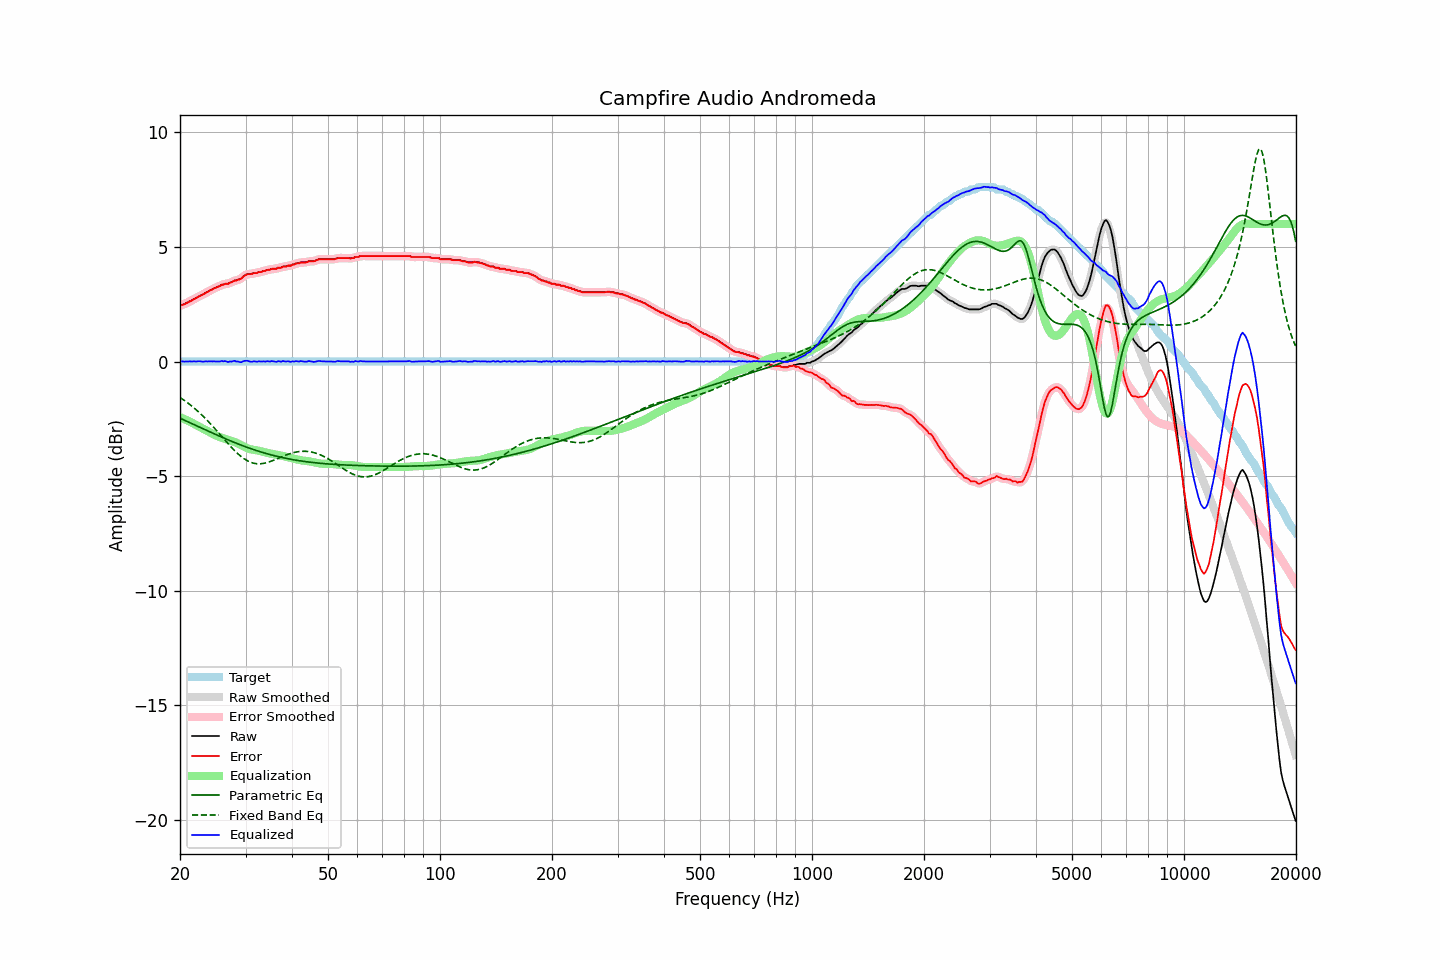 Campfire Audio Andromeda
Amplitude (dBr)
10
5
0
−5
−10
−15
−20
Target
Raw Smoothed
Error Smoothed
Raw
Error
Equalization
Parametric Eq
Fixed Band Eq
Equalized
20 50 100 200 500 1000 2000 5000 10000 20000
Frequency (Hz)